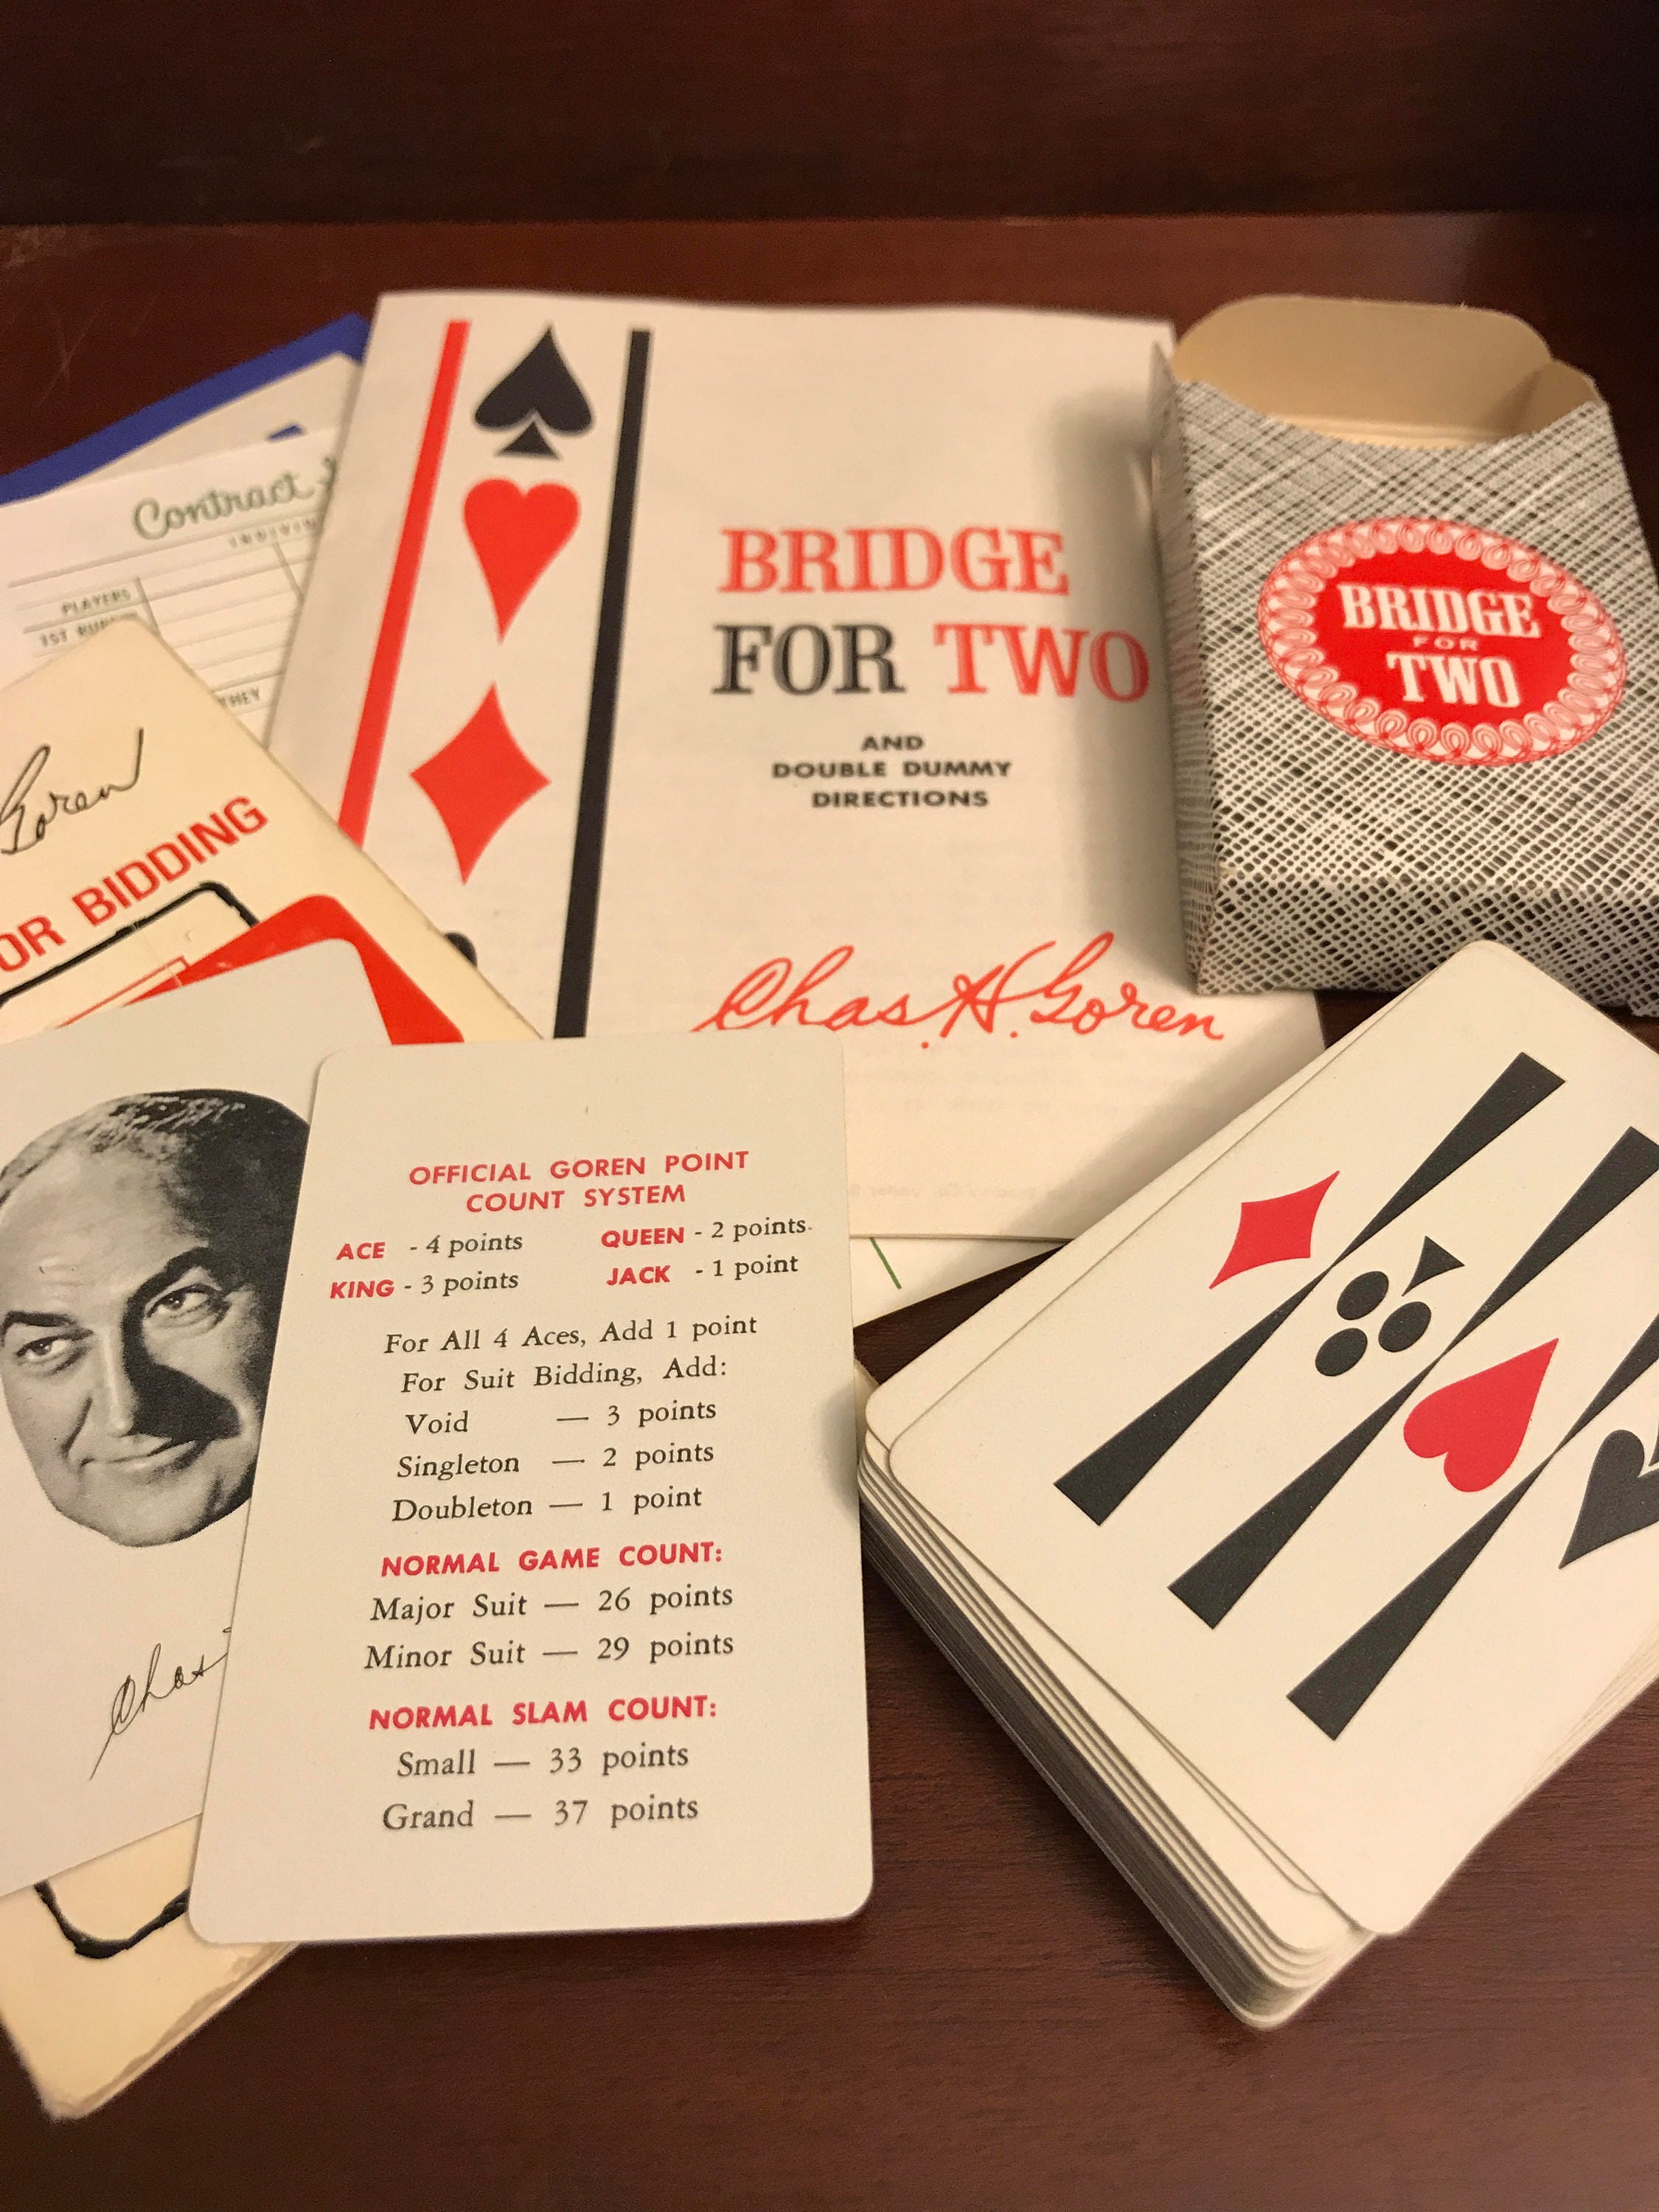 Contract
PLAYERS
THEY
Goren
OR BIDDING
BRIDGE
FOR TWO
AND
DOUBLE DUMMY
DIRECTIONS
Chas. H. Goren
BRIDGE
FOR
TWO
Chas
OFFICIAL GOREN POINT
COUNT SYSTEM
ACE - 4 points QUEEN - 2 points
KING - 3 points JACK - 1 point
For All 4 Aces, Add 1 point
For Suit Bidding, Add:
Void — 3 points
Singleton — 2 points
Doubleton — 1 point
NORMAL GAME COUNT:
Major Suit — 26 points
Minor Suit — 29 points
NORMAL SLAM COUNT:
Small — 33 points
Grand — 37 points